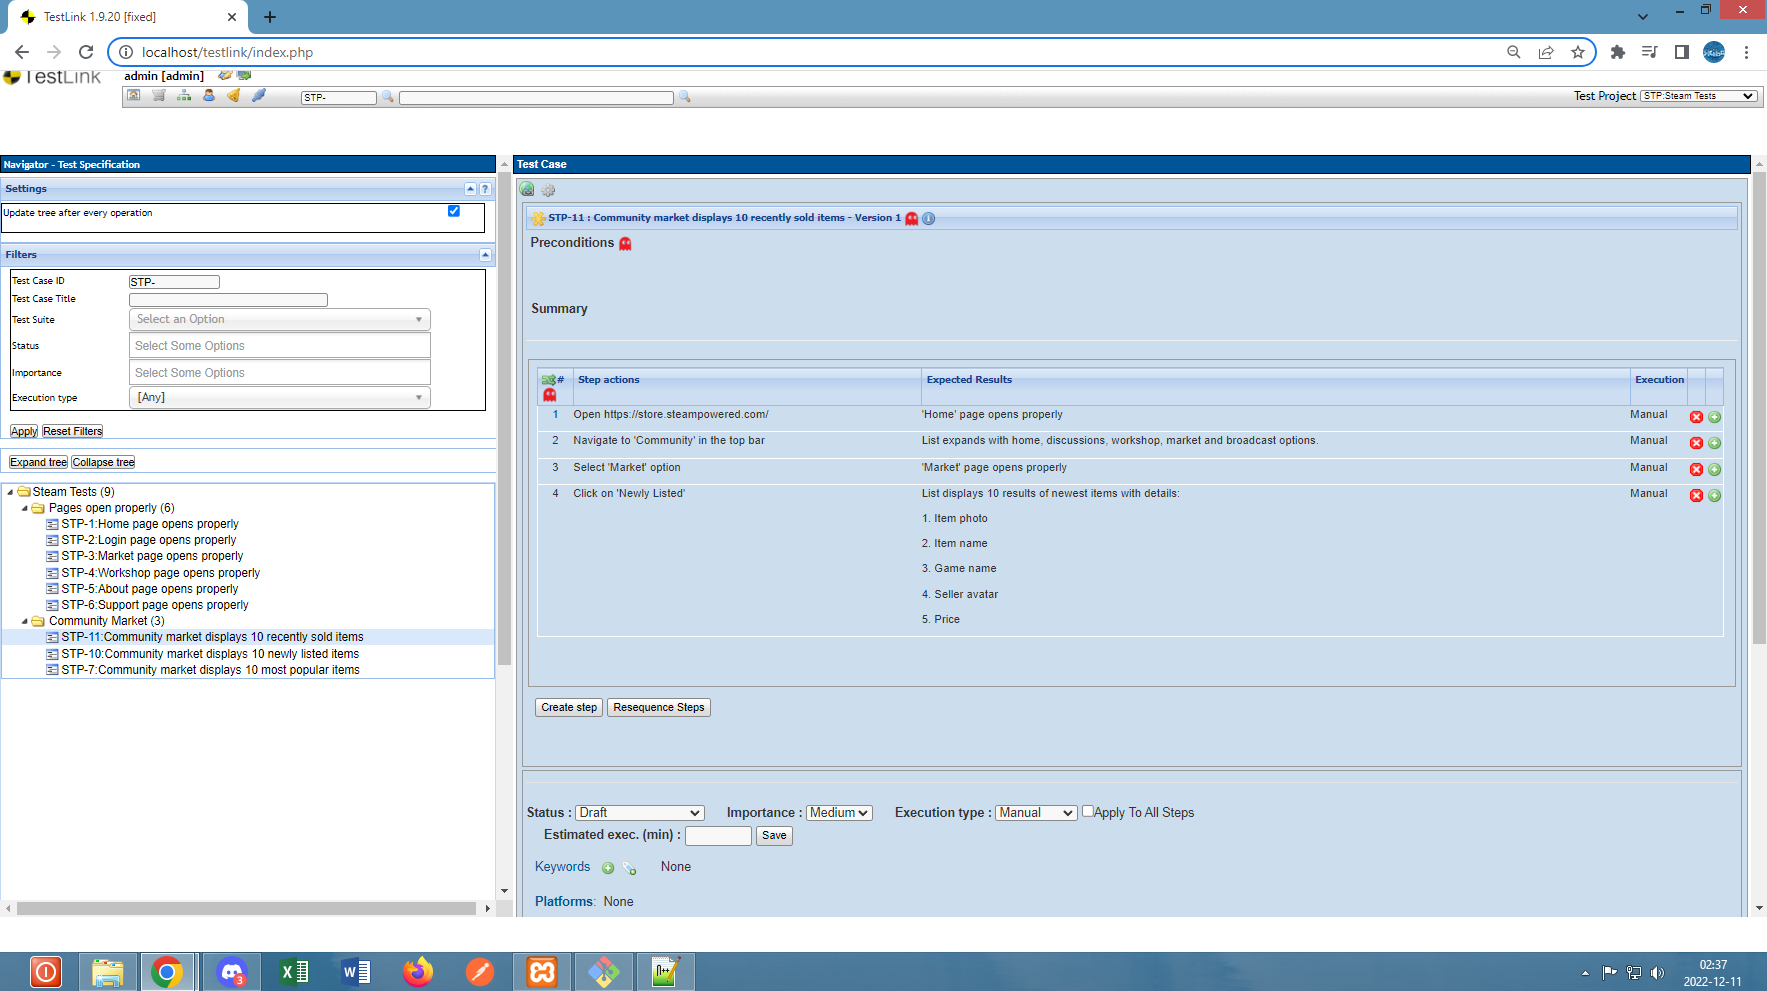 TestLink 1.9.20 [fixed]
localhost/testlink/index.php
TestLink
admin [admin]
STP-
Test Project STP:Steam Tests
Navigator - Test Specification
Settings
?
Update tree after every operation
Filters
Test Case ID STP-
Test Case Title
Test Suite Select an Option
Status Select Some Options
Importance Select Some Options
Execution type [Any]
Apply Reset Filters
Expand tree Collapse tree
Steam Tests (9)
Pages open properly (6)
STP-1:Home page opens properly
STP-2:Login page opens properly
STP-3:Market page opens properly
STP-4:Workshop page opens properly
STP-5:About page opens properly
STP-6:Support page opens properly
Community Market (3)
STP-11:Community market displays 10 recently sold items
STP-10:Community market displays 10 newly listed items
STP-7:Community market displays 10 most popular items
Test Case
STP-11 : Community market displays 10 recently sold items - Version 1
Preconditions
Summary
# Step actions Expected Results Execution
1 Open https://store.steampowered.com/ 'Home' page opens properly Manual
2 Navigate to 'Community' in the top bar List expands with home, discussions, workshop, market and broadcast options. Manual
3 Select 'Market' option 'Market' page opens properly Manual
4 Click on 'Newly Listed' List displays 10 results of newest items with details: Manual
1. Item photo
2. Item name
3. Game name
4. Seller avatar
5. Price
Create step Resequence Steps
Status : Draft Importance : Medium Execution type : Manual Apply To All Steps
Estimated exec. (min) : Save
Keywords None
Platforms: None
3
02:37
2022-12-11